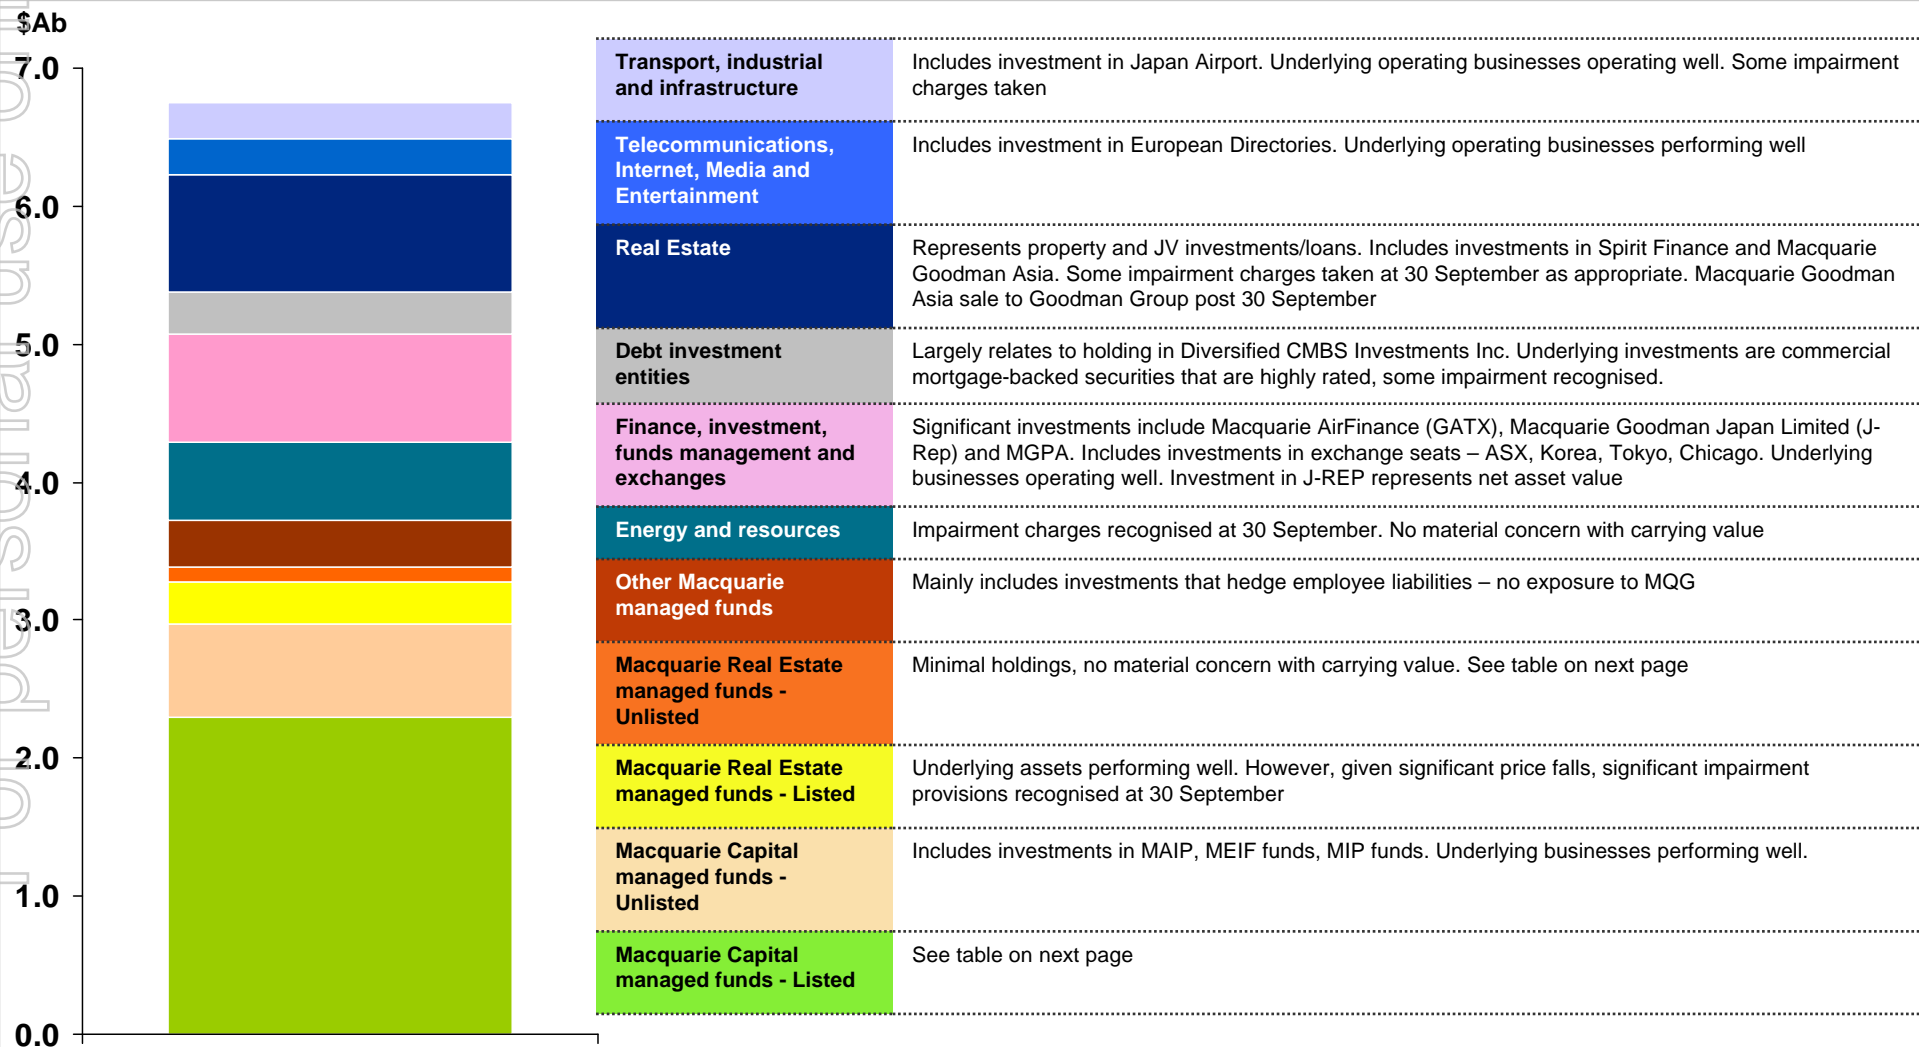 $Ab
7.0
6.0
5.0
4.0
3.0
2.0
1.0
0.0
Transport, industrial
and infrastructure
Includes investment in Japan Airport. Underlying operating businesses operating well. Some impairment
charges taken
Telecommunications,
Internet, Media and
Entertainment
Includes investment in European Directories. Underlying operating businesses performing well
Real Estate
Represents property and JV investments/loans. Includes investments in Spirit Finance and Macquarie
Goodman Asia. Some impairment charges taken at 30 September as appropriate. Macquarie Goodman
Asia sale to Goodman Group post 30 September
Debt investment
entities
Largely relates to holding in Diversified CMBS Investments Inc. Underlying investments are commercial
mortgage-backed securities that are highly rated, some impairment recognised.
Finance, investment,
funds management and
exchanges
Significant investments include Macquarie AirFinance (GATX), Macquarie Goodman Japan Limited (J-
Rep) and MGPA. Includes investments in exchange seats – ASX, Korea, Tokyo, Chicago. Underlying
businesses operating well. Investment in J-REP represents net asset value
Energy and resources
Impairment charges recognised at 30 September. No material concern with carrying value
Other Macquarie
managed funds
Mainly includes investments that hedge employee liabilities – no exposure to MQG
Macquarie Real Estate
managed funds -
Unlisted
Minimal holdings, no material concern with carrying value. See table on next page
Macquarie Real Estate
managed funds - Listed
Underlying assets performing well. However, given significant price falls, significant impairment
provisions recognised at 30 September
Macquarie Capital
managed funds -
Unlisted
Includes investments in MAIP, MEIF funds, MIP funds. Underlying businesses performing well.
Macquarie Capital
managed funds - Listed
See table on next page
personal use